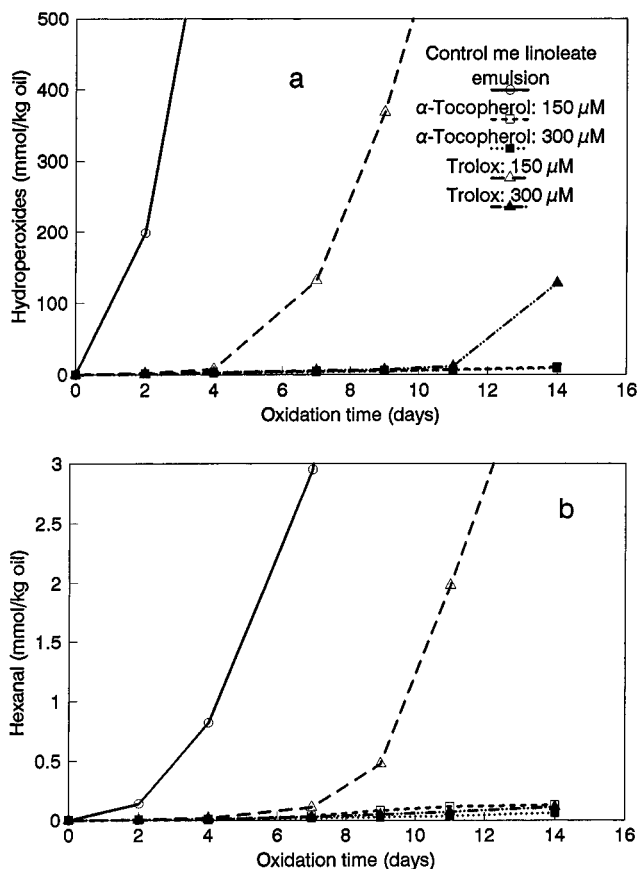 500
400
300
200
100
0
Hydroperoxides (mmol/kg oil)
a
Control me linoleate
emulsion
α-Tocopherol: 150 μM
α-Tocopherol: 300 μM
Trolox: 150 μM
Trolox: 300 μM
0 2 4 6 8 10 12 14 16
Oxidation time (days)
3
2.5
2
1.5
1
0.5
0
Hexanal (mmol/kg oil)
b
0 2 4 6 8 10 12 14 16
Oxidation time (days)